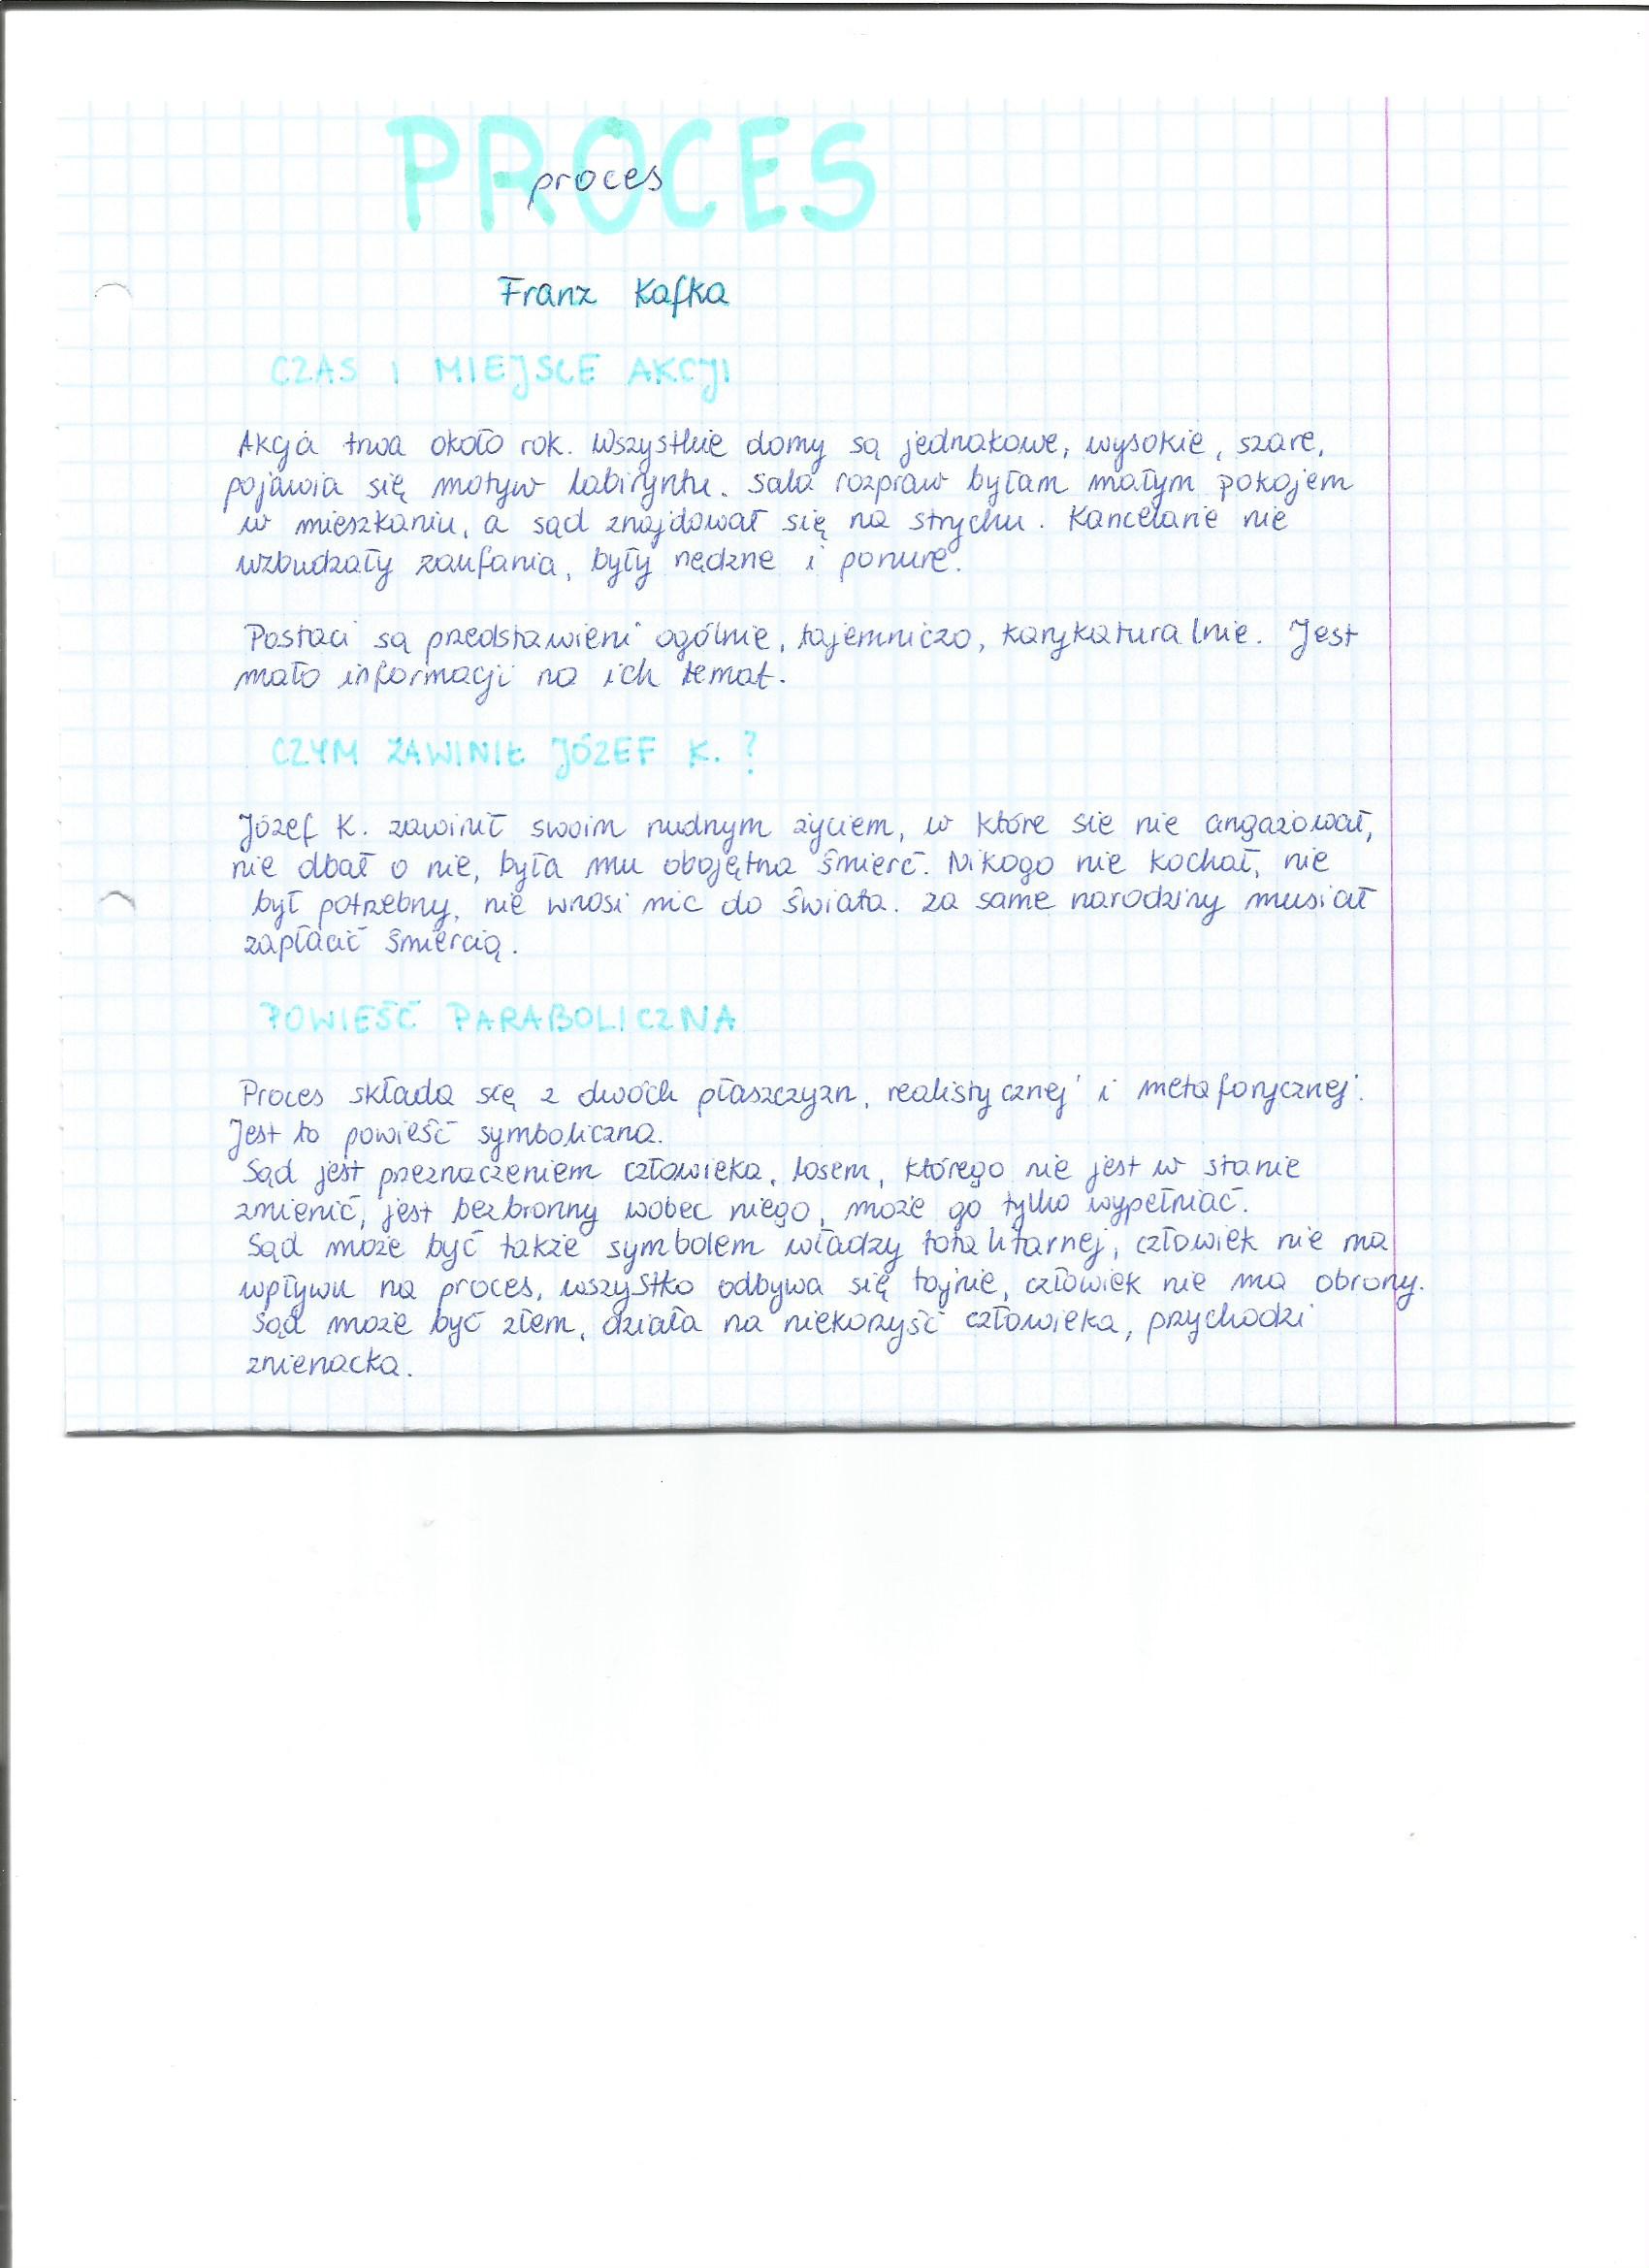 PROCES
proces
Franz Kafka
CZAS I MIEJSCE AKCJI
Akcja trwa około rok. Wszystkie domy są jednakowe, wysokie, szare,
pojawia się motyw labiryntu. Sala rozpraw byłam małym pokojem
w mieszkaniu, a sąd znajdował się na strychu. Kancelarie nie
wzbudzały zaufania, były nędzne i ponure.
Postaci są przedstawieni ogólnie, tajemniczo, karykaturalnie. Jest
mało informacji na ich temat.
CZYM ZAWINIŁ JÓZEF K. ?
Józef K. zawinił swoim nudnym życiem, w które sie nie angażował,
nie dbał o nie, była mu obojętna śmierć. Nikogo nie kochał, nie
był potrzebny, nie wnosi nic do świata. Za same narodziny musiał
zapłacić śmiercią.
POWIEŚĆ PARABOLICZNA
Proces składa się z dwóch płaszczyzn, realistycznej i metaforycznej.
Jest to powieść symboliczna.
Sąd jest przeznaczeniem człowieka, losem, którego nie jest w stanie
zmienić, jest bezbronny wobec niego, może go tylko wypełniać.
Sąd może być także symbolem władzy totalitarnej, człowiek nie ma
wpływu na proces, wszystko odbywa się tajnie, człowiek nie ma obrony.
Sąd może być złem, działa na niekorzyść człowieka, przychodzi
znienacka.